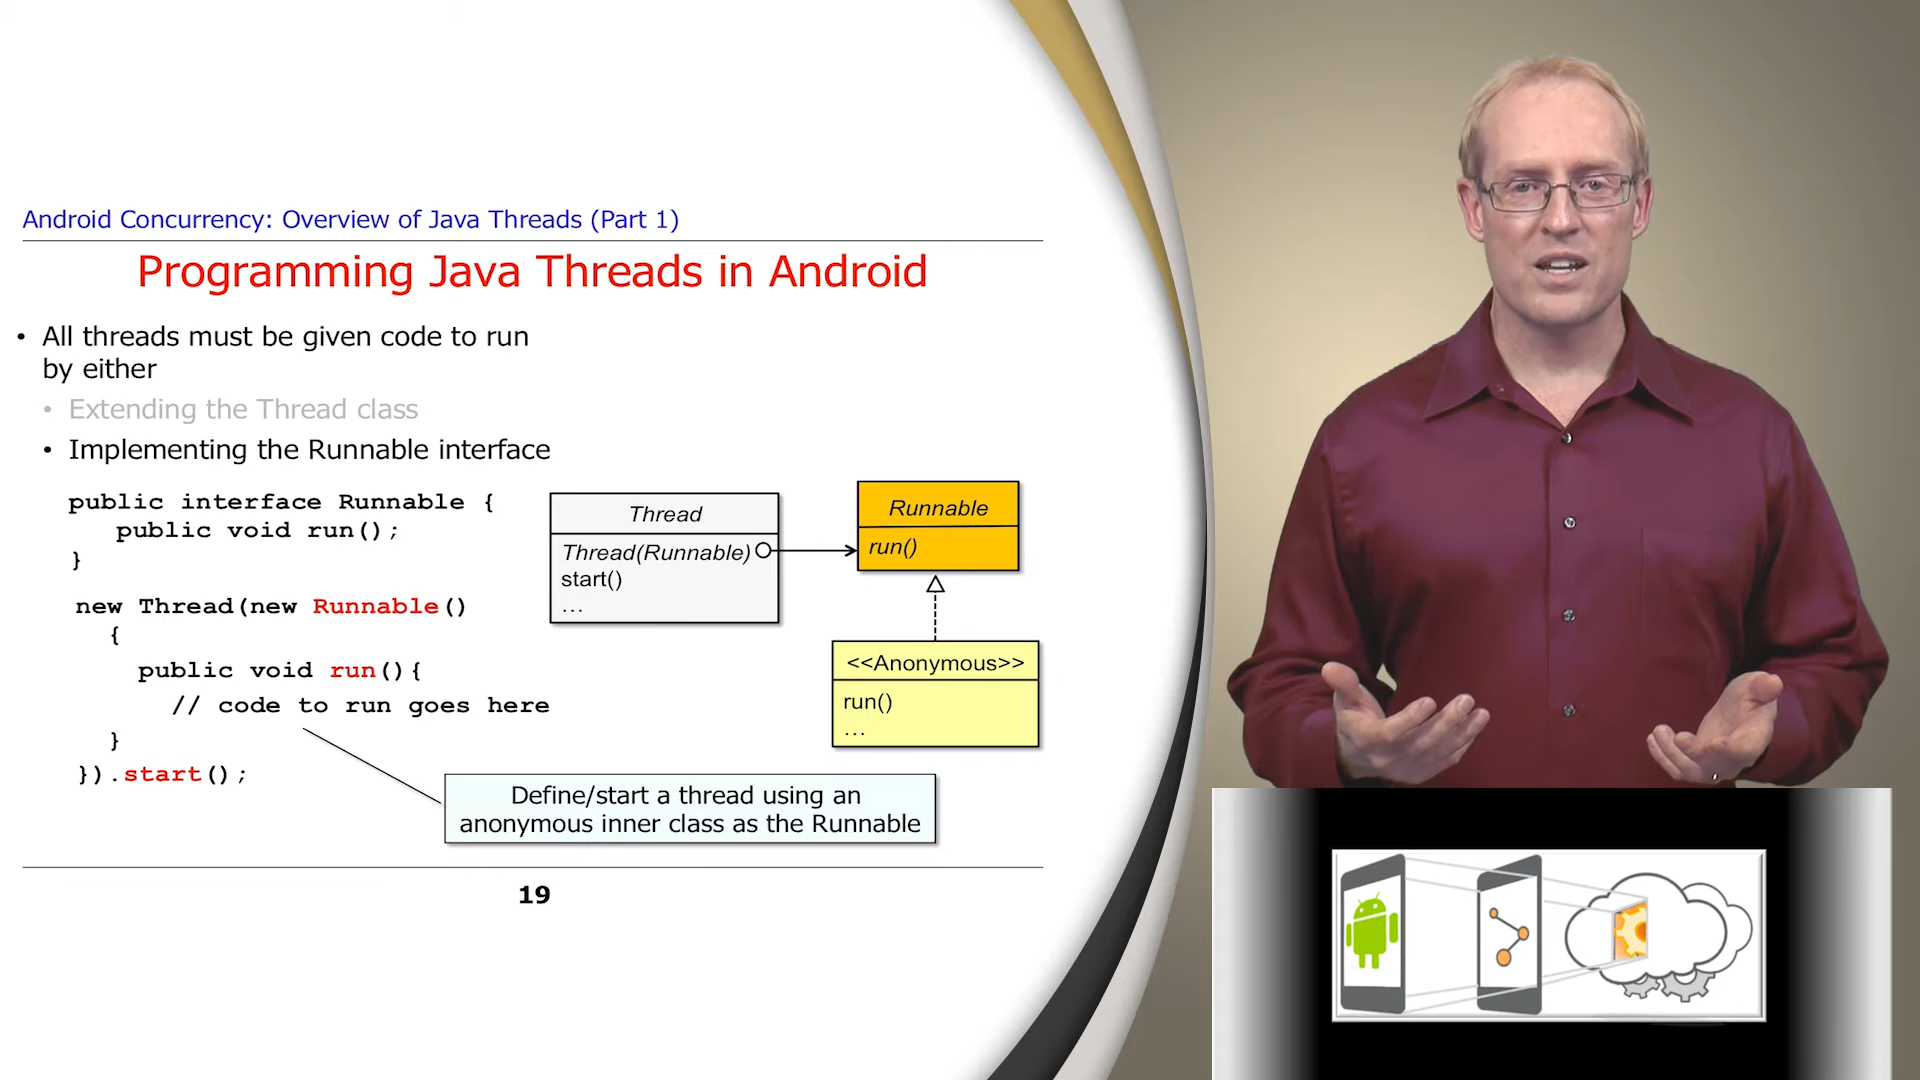 Android Concurrency: Overview of Java Threads (Part 1)
Programming Java Threads in Android
• All threads must be given code to run
by either
• Extending the Thread class
• Implementing the Runnable interface
public interface Runnable {
public void run();
}
new Thread(new Runnable()
{
public void run(){
// code to run goes here
}
}).start();
Thread
Thread(Runnable)
start()
...
Runnable
run()
<<Anonymous>>
run()
...
Define/start a thread using an
anonymous inner class as the Runnable
19